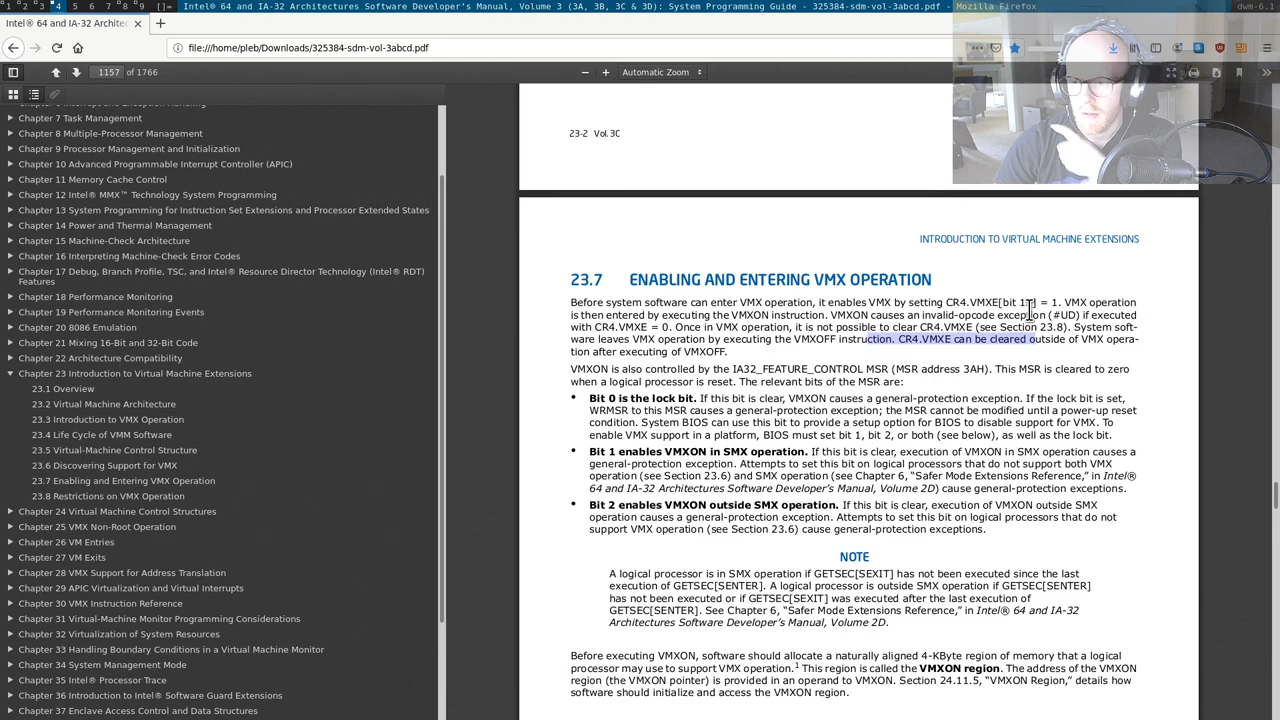 1 2 3 4 5 6 7 8 9 []= Intel® 64 and IA-32 Architectures Software Developer's Manual, Volume 3 (3A, 3B, 3C & 3D): System Programming Guide - 325384-sdm-vol-3abcd.pdf - Mozilla Firefox dwm-6.1
Intel® 64 and IA-32 Architec
file:///home/pleb/Downloads/325384-sdm-vol-3abcd.pdf
1157 of 1766
Automatic Zoom
Chapter 7 Task Management
Chapter 8 Multiple-Processor Management
Chapter 9 Processor Management and Initialization
Chapter 10 Advanced Programmable Interrupt Controller (APIC)
Chapter 11 Memory Cache Control
Chapter 12 Intel® MMX™ Technology System Programming
Chapter 13 System Programming for Instruction Set Extensions and Processor Extended States
Chapter 14 Power and Thermal Management
Chapter 15 Machine-Check Architecture
Chapter 16 Interpreting Machine-Check Error Codes
Chapter 17 Debug, Branch Profile, TSC, and Intel® Resource Director Technology (Intel® RDT)
Features
Chapter 18 Performance Monitoring
Chapter 19 Performance Monitoring Events
Chapter 20 8086 Emulation
Chapter 21 Mixing 16-Bit and 32-Bit Code
Chapter 22 Architecture Compatibility
Chapter 23 Introduction to Virtual Machine Extensions
23.1 Overview
23.2 Virtual Machine Architecture
23.3 Introduction to VMX Operation
23.4 Life Cycle of VMM Software
23.5 Virtual-Machine Control Structure
23.6 Discovering Support for VMX
23.7 Enabling and Entering VMX Operation
23.8 Restrictions on VMX Operation
Chapter 24 Virtual Machine Control Structures
Chapter 25 VMX Non-Root Operation
Chapter 26 VM Entries
Chapter 27 VM Exits
Chapter 28 VMX Support for Address Translation
Chapter 29 APIC Virtualization and Virtual Interrupts
Chapter 30 VMX Instruction Reference
Chapter 31 Virtual-Machine Monitor Programming Considerations
Chapter 32 Virtualization of System Resources
Chapter 33 Handling Boundary Conditions in a Virtual Machine Monitor
Chapter 34 System Management Mode
Chapter 35 Intel® Processor Trace
Chapter 36 Introduction to Intel® Software Guard Extensions
Chapter 37 Enclave Access Control and Data Structures
23-2 Vol. 3C
INTRODUCTION TO VIRTUAL MACHINE EXTENSIONS
23.7 ENABLING AND ENTERING VMX OPERATION
Before system software can enter VMX operation, it enables VMX by setting CR4.VMXE[bit ] = 1. VMX operation
is then entered by executing the VMXON instruction. VMXON causes an invalid-opcode exception (#UD) if executed
with CR4.VMXE = 0. Once in VMX operation, it is not possible to clear CR4.VMXE (see Section 23.8). System soft-
ware leaves VMX operation by executing the VMXOFF instruction. CR4.VMXE can be cleared outside of VMX opera-
tion after executing of VMXOFF.
VMXON is also controlled by the IA32_FEATURE_CONTROL MSR (MSR address 3AH). This MSR is cleared to zero
when a logical processor is reset. The relevant bits of the MSR are:
• Bit 0 is the lock bit. If this bit is clear, VMXON causes a general-protection exception. If the lock bit is set,
WRMSR to this MSR causes a general-protection exception; the MSR cannot be modified until a power-up reset
condition. System BIOS can use this bit to provide a setup option for BIOS to disable support for VMX. To
enable VMX support in a platform, BIOS must set bit 1, bit 2, or both (see below), as well as the lock bit.
• Bit 1 enables VMXON in SMX operation. If this bit is clear, execution of VMXON in SMX operation causes a
general-protection exception. Attempts to set this bit on logical processors that do not support both VMX
operation (see Section 23.6) and SMX operation (see Chapter 6, “Safer Mode Extensions Reference,” in Intel®
64 and IA-32 Architectures Software Developer’s Manual, Volume 2D) cause general-protection exceptions.
• Bit 2 enables VMXON outside SMX operation. If this bit is clear, execution of VMXON outside SMX
operation causes a general-protection exception. Attempts to set this bit on logical processors that do not
support VMX operation (see Section 23.6) cause general-protection exceptions.
NOTE
A logical processor is in SMX operation if GETSEC[SEXIT] has not been executed since the last
execution of GETSEC[SENTER]. A logical processor is outside SMX operation if GETSEC[SENTER]
has not been executed or if GETSEC[SEXIT] was executed after the last execution of
GETSEC[SENTER]. See Chapter 6, “Safer Mode Extensions Reference,” in Intel® 64 and IA-32
Architectures Software Developer’s Manual, Volume 2D.
Before executing VMXON, software should allocate a naturally aligned 4-KByte region of memory that a logical
processor may use to support VMX operation.1 This region is called the VMXON region. The address of the VMXON
region (the VMXON pointer) is provided in an operand to VMXON. Section 24.11.5, “VMXON Region,” details how
software should initialize and access the VMXON region.